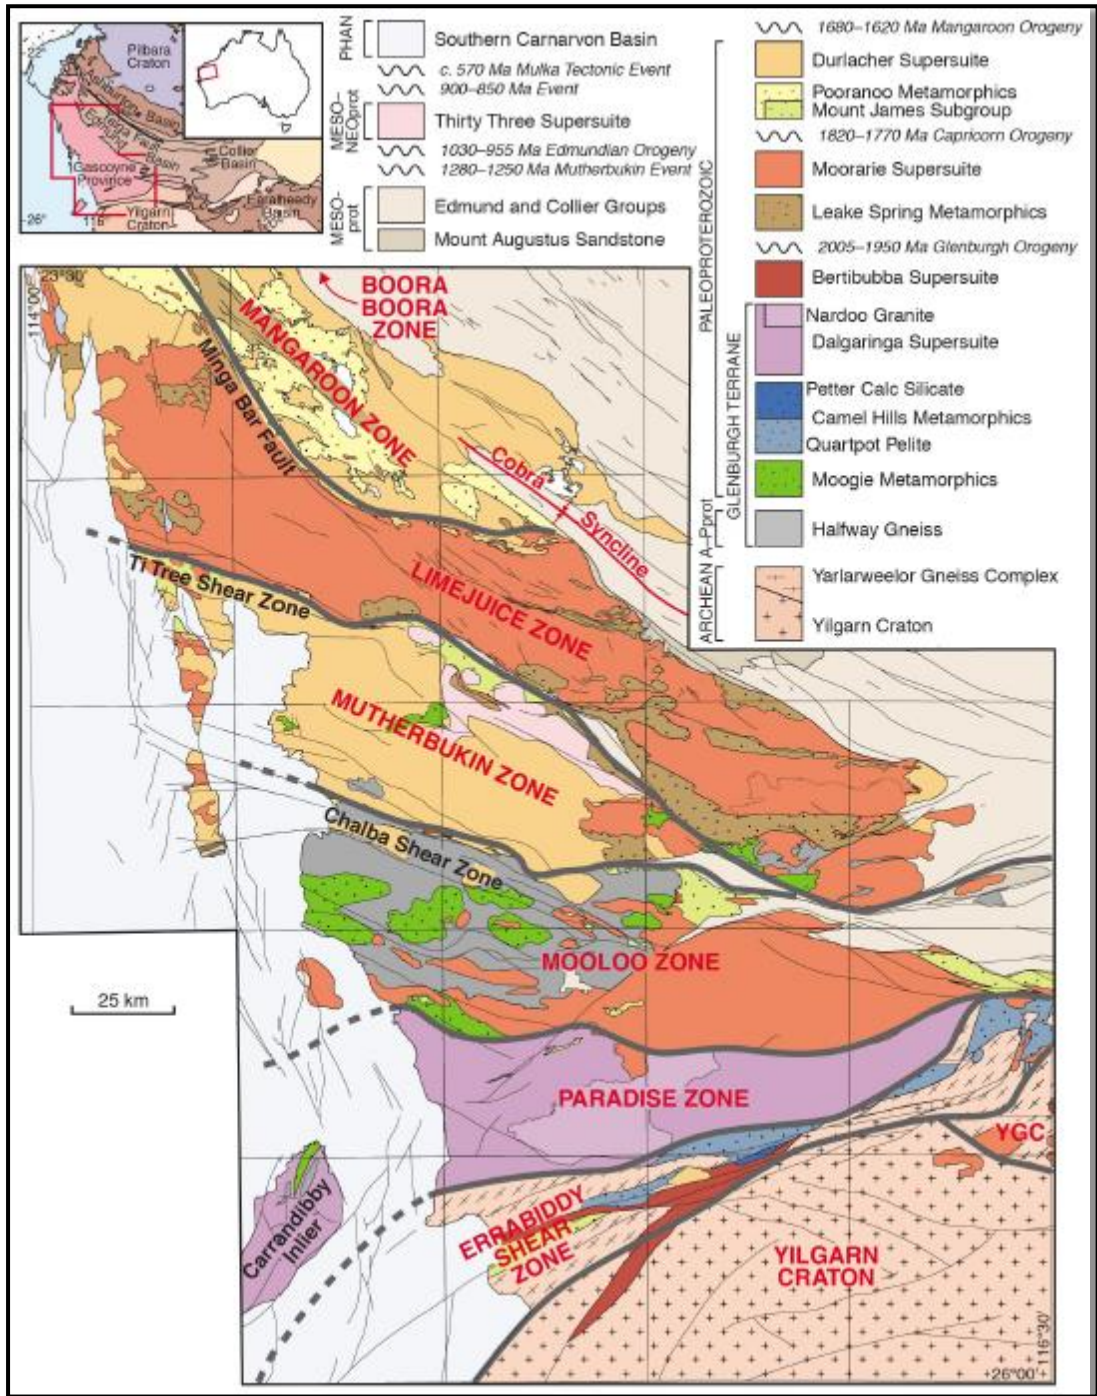 22°
Pilbara
Craton
Ashburton Basin
Edmund
Basin
Collier
Basin
Gascoyne
Province
Earaheedy
Basin
Yilgarn
Craton
-26°
PHAN
Southern Carnarvon Basin
c. 570 Ma Mulka Tectonic Event
900–850 Ma Event
MESO–
NEOprot
Thirty Three Supersuite
1030–955 Ma Edmundian Orogeny
1280–1250 Ma Mutherbukin Event
MESO-
prot
Edmund and Collier Groups
Mount Augustus Sandstone
1680–1620 Ma Mangaroon Orogeny
PALEOPROTEROZOIC
Durlacher Supersuite
Pooranoo Metamorphics
Mount James Subgroup
1820–1770 Ma Capricorn Orogeny
Moorarie Supersuite
Leake Spring Metamorphics
2005–1950 Ma Glenburgh Orogeny
Bertibubba Supersuite
GLENBURGH TERRANE
Nardoo Granite
Dalgaringa Supersuite
Petter Calc Silicate
Camel Hills Metamorphics
Quartpot Pelite
Moogie Metamorphics
A–Pprot
Halfway Gneiss
ARCHEAN
Yarlarweelor Gneiss Complex
Yilgarn Craton
23°30'
114°00'
BOORA
BOORA
ZONE
MANGAROON ZONE
Minga Bar Fault
Cobra
Syncline
Ti Tree Shear Zone
LIMEJUICE ZONE
MUTHERBUKIN ZONE
Chalba Shear Zone
MOOLOO ZONE
25 km
PARADISE ZONE
YGC
Carrandibby
Inlier
ERRABIDDY
SHEAR
ZONE
YILGARN
CRATON
116°30'
26°00'